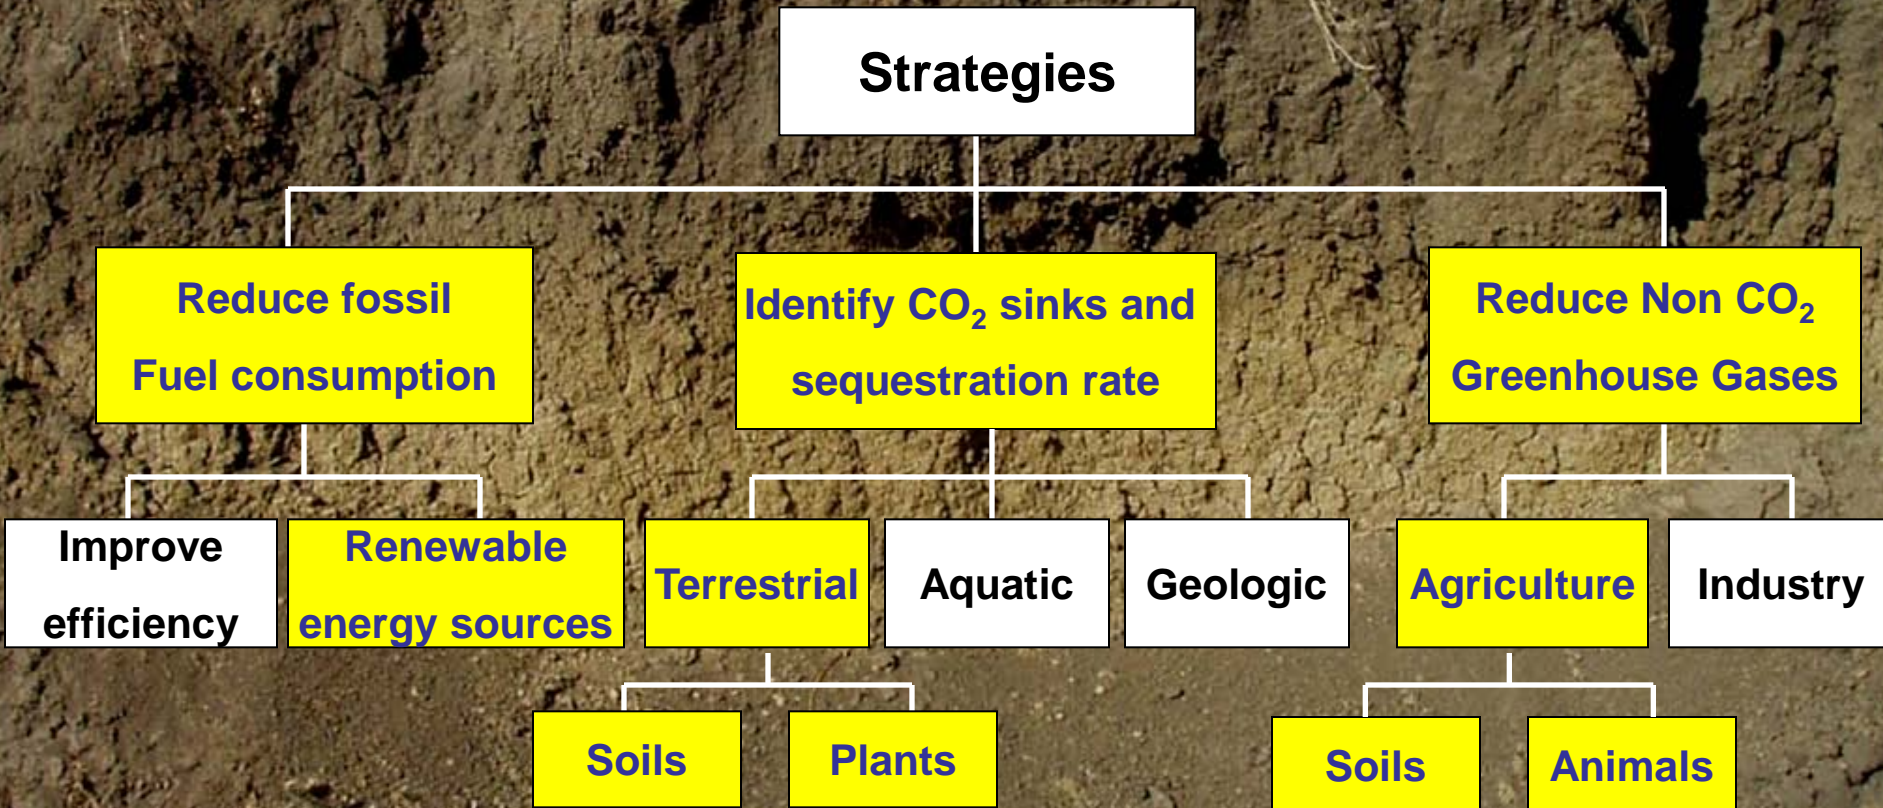 Strategies
Reduce fossil
Fuel consumption
Identify CO₂ sinks and
sequestration rate
Reduce Non CO₂
Greenhouse Gases
Improve
efficiency
Renewable
energy sources
Terrestrial
Aquatic
Geologic
Agriculture
Industry
Soils
Plants
Soils
Animals